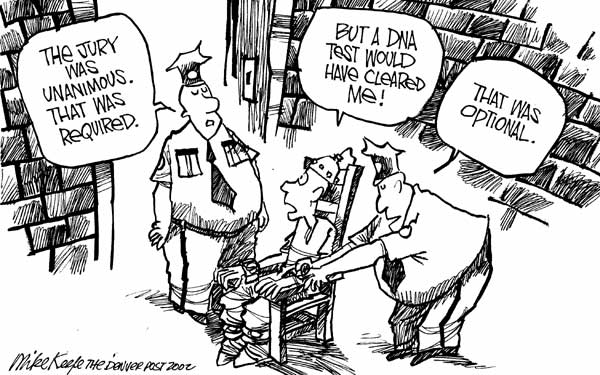 THE JURY
WAS
UNANIMOUS.
THAT WAS
REQUIRED.
BUT A DNA
TEST WOULD
HAVE CLEARED
ME!
THAT WAS
OPTIONAL.
MIKE KEEFE THE DENVER POST 2002